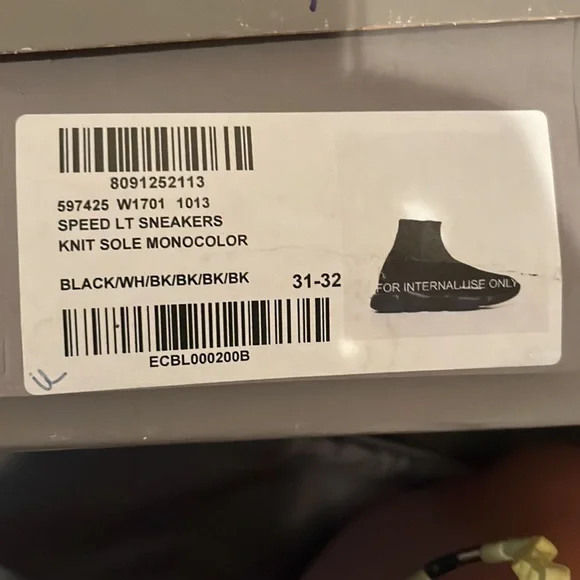 8091252113
597425 W1701 1013
SPEED LT SNEAKERS
KNIT SOLE MONOCOLOR
BLACK/WH/BK/BK/BK/BK 31-32
FOR INTERNAL USE ONLY
ECBL000200B